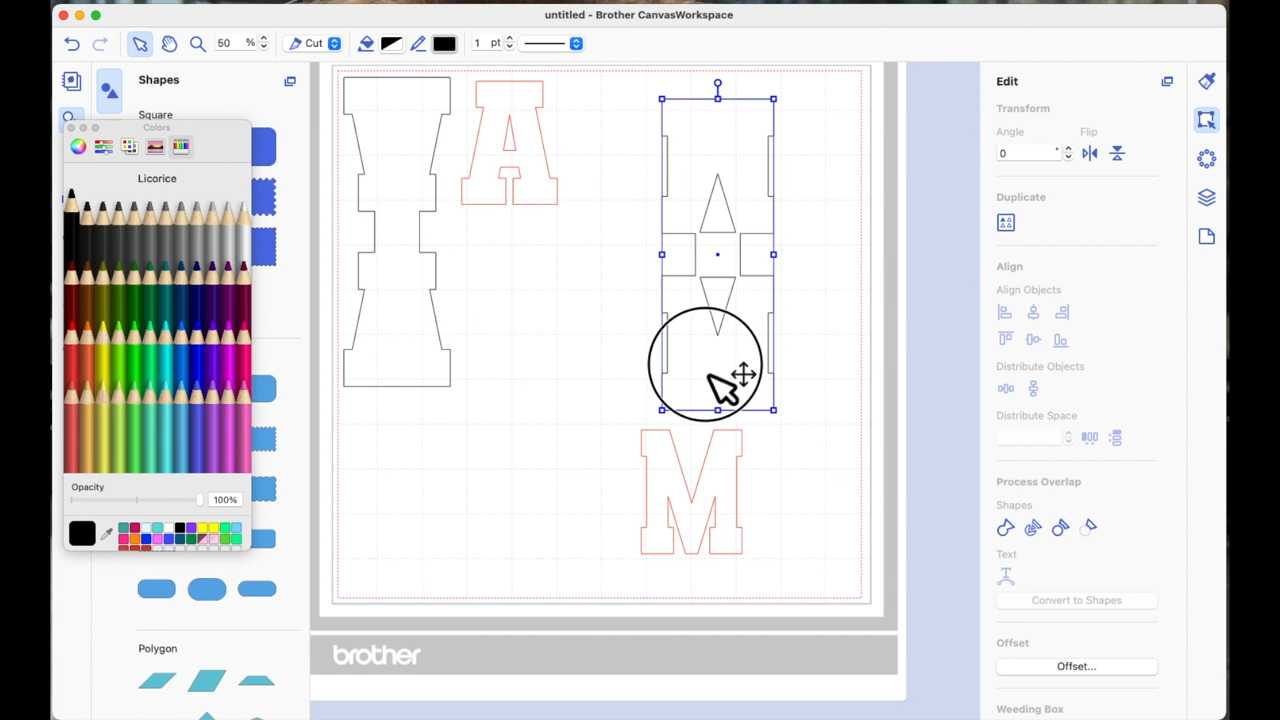 untitled - Brother CanvasWorkspace
50 %
Cut
1 pt
Shapes
Square
Colors
Licorice
Opacity
100%
Polygon
A
M
brother
Edit
Transform
Angle
Flip
0 °
Duplicate
Align
Align Objects
Distribute Objects
Distribute Space
Process Overlap
Shapes
Text
Convert to Shapes
Offset
Offset...
Weeding Box